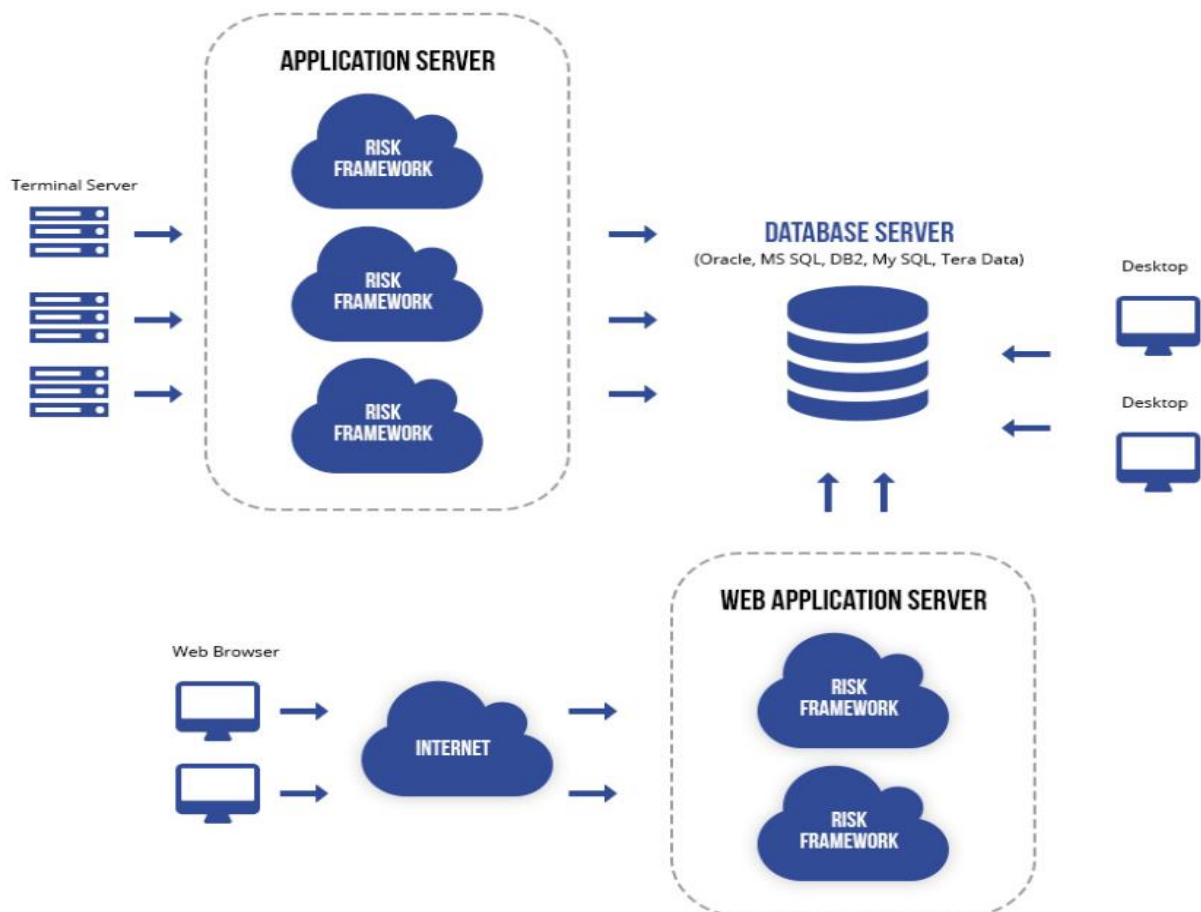 APPLICATION SERVER
RISK
FRAMEWORK
Terminal Server
RISK
FRAMEWORK
DATABASE SERVER
(Oracle, MS SQL, DB2, My SQL, Tera Data)
Desktop
RISK
FRAMEWORK
Desktop
WEB APPLICATION SERVER
Web Browser
RISK
FRAMEWORK
INTERNET
RISK
FRAMEWORK